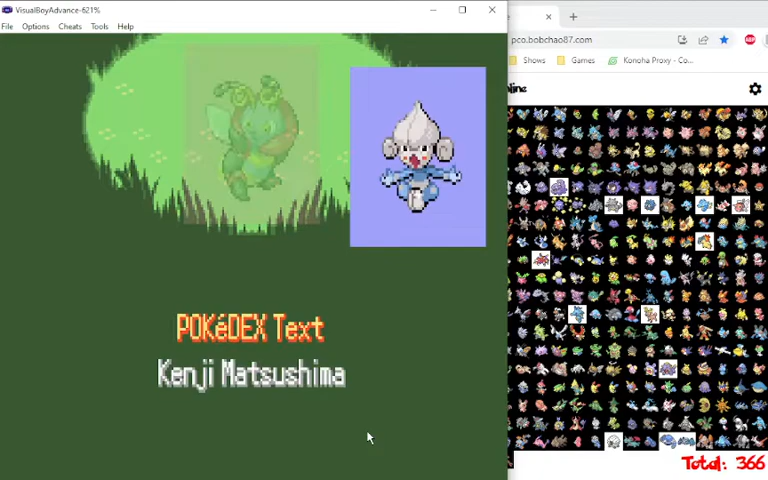 VisualBoyAdvance-621%
File Options Cheats Tools Help
POKéDEX Text
Kenji Matsushima
pco.bobchao87.com
Shows
Games
Konoha Proxy - Co...
Total: 366